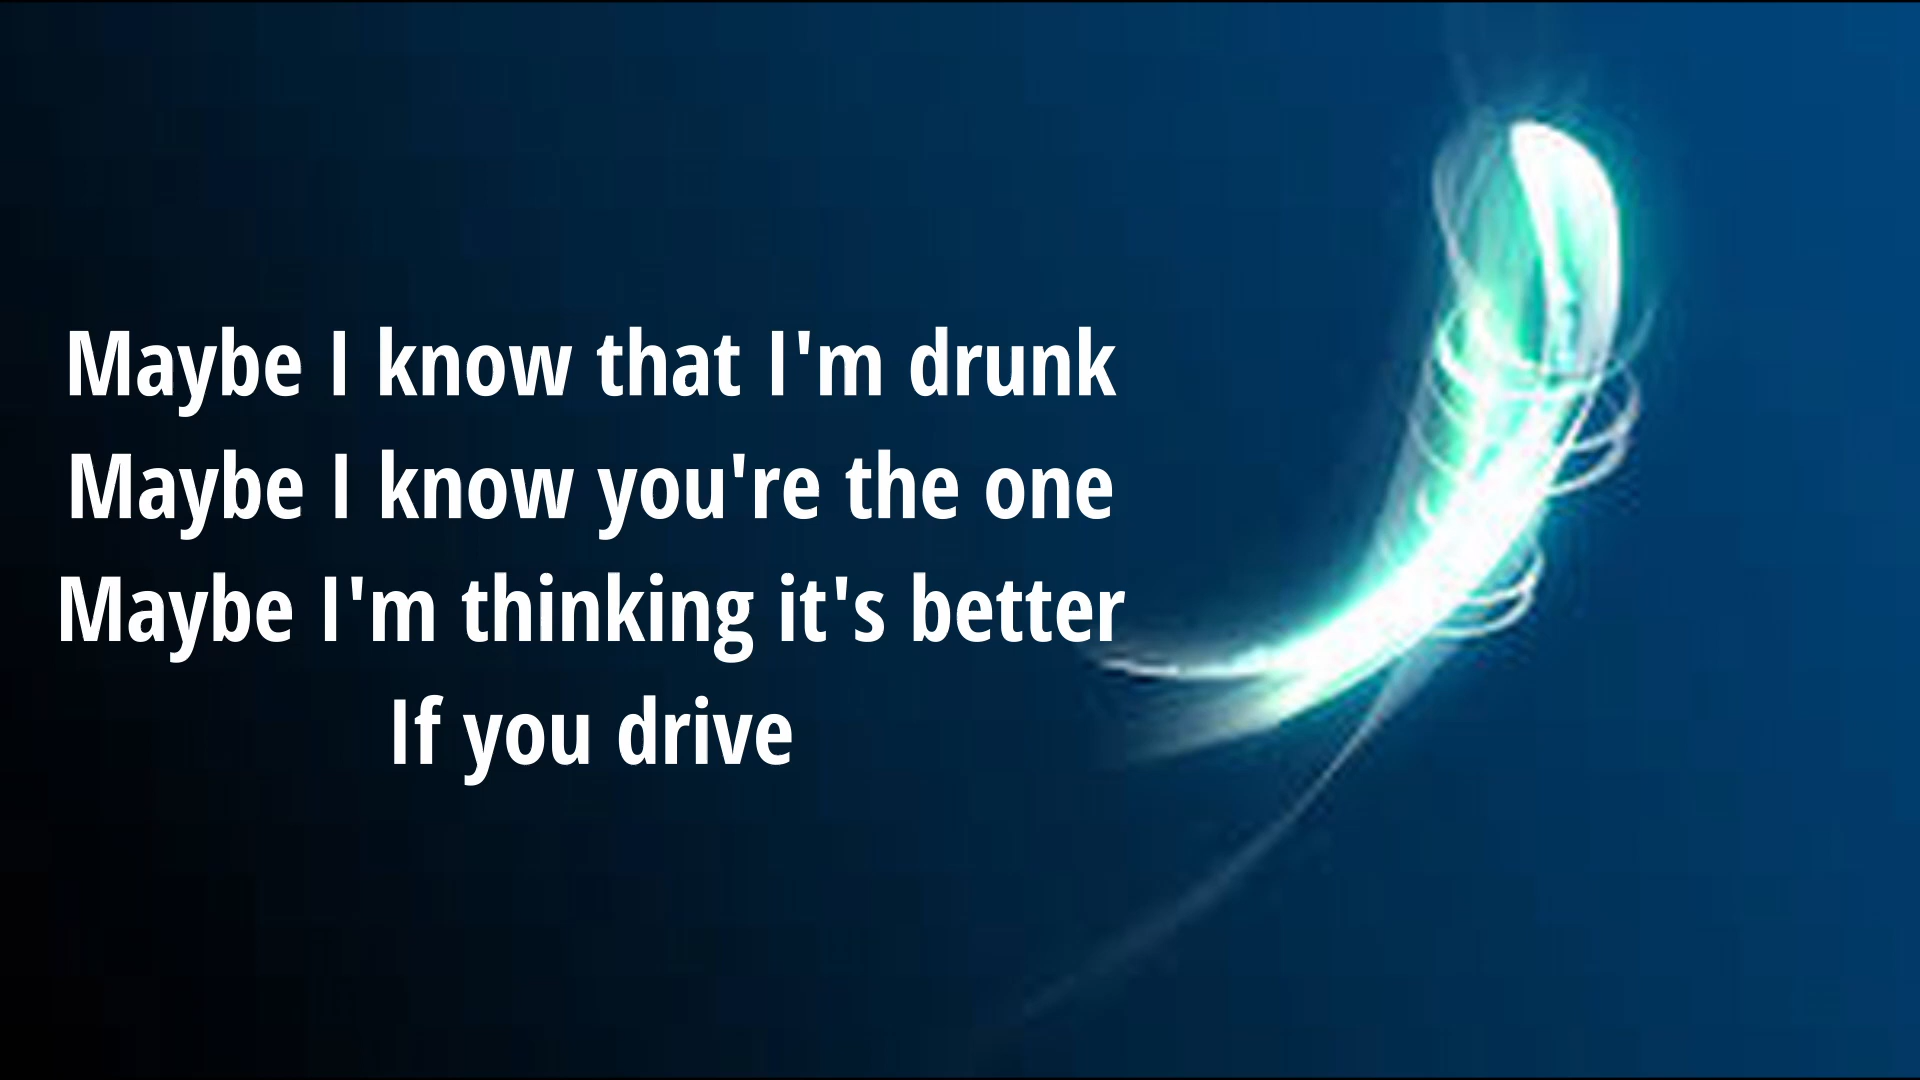 Maybe I know that I'm drunk
Maybe I know you're the one
Maybe I'm thinking it's better
If you drive